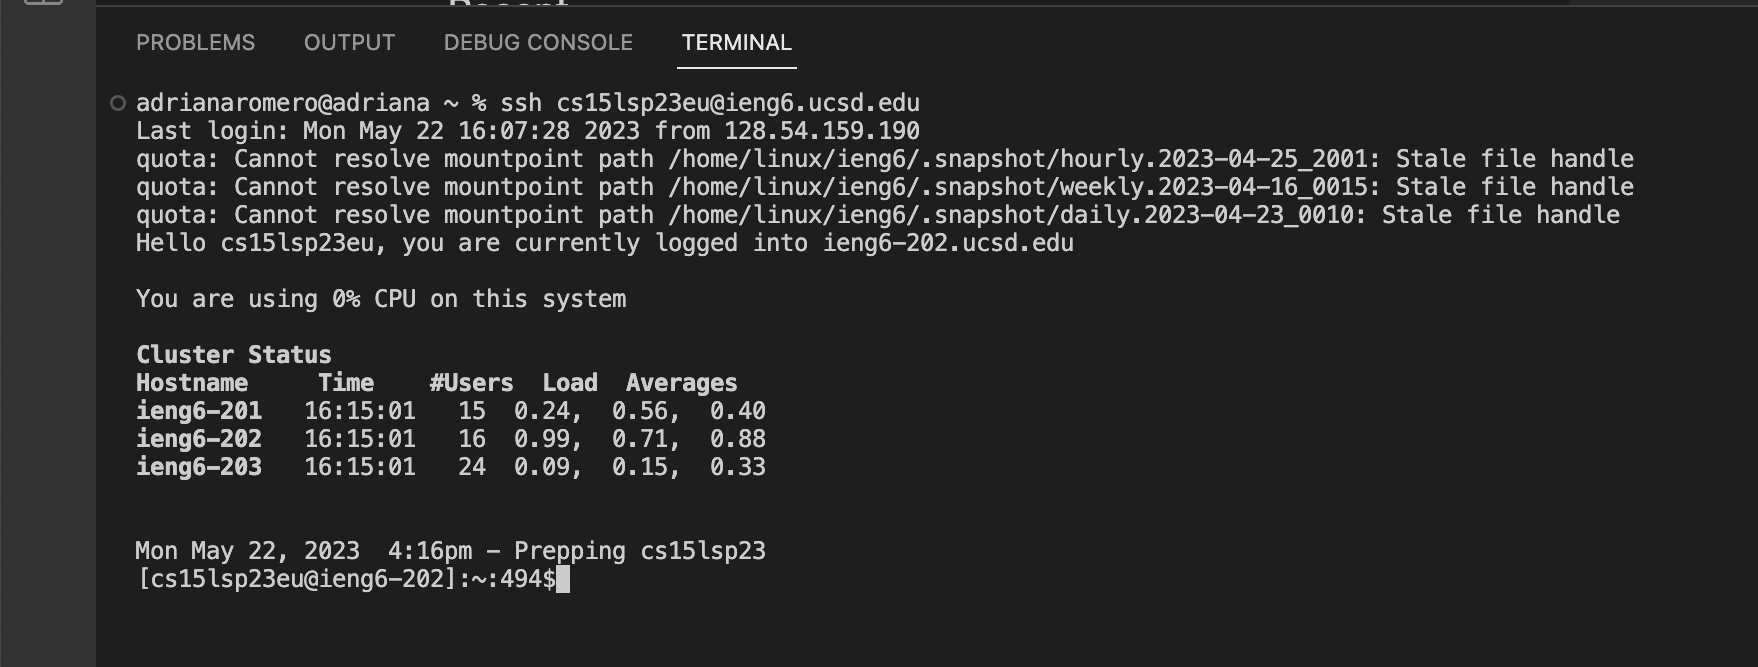 PROBLEMS OUTPUT DEBUG CONSOLE TERMINAL
adrianaromero@adriana ~ % ssh cs15lsp23eu@ieng6.ucsd.edu
Last login: Mon May 22 16:07:28 2023 from 128.54.159.190
quota: Cannot resolve mountpoint path /home/linux/ieng6/.snapshot/hourly.2023-04-25_2001: Stale file handle
quota: Cannot resolve mountpoint path /home/linux/ieng6/.snapshot/weekly.2023-04-16_0015: Stale file handle
quota: Cannot resolve mountpoint path /home/linux/ieng6/.snapshot/daily.2023-04-23_0010: Stale file handle
Hello cs15lsp23eu, you are currently logged into ieng6-202.ucsd.edu
You are using 0% CPU on this system
Cluster Status
Hostname Time #Users Load Averages
ieng6-201 16:15:01 15 0.24, 0.56, 0.40
ieng6-202 16:15:01 16 0.99, 0.71, 0.88
ieng6-203 16:15:01 24 0.09, 0.15, 0.33
Mon May 22, 2023 4:16pm - Prepping cs15lsp23
[cs15lsp23eu@ieng6-202]:~:494$